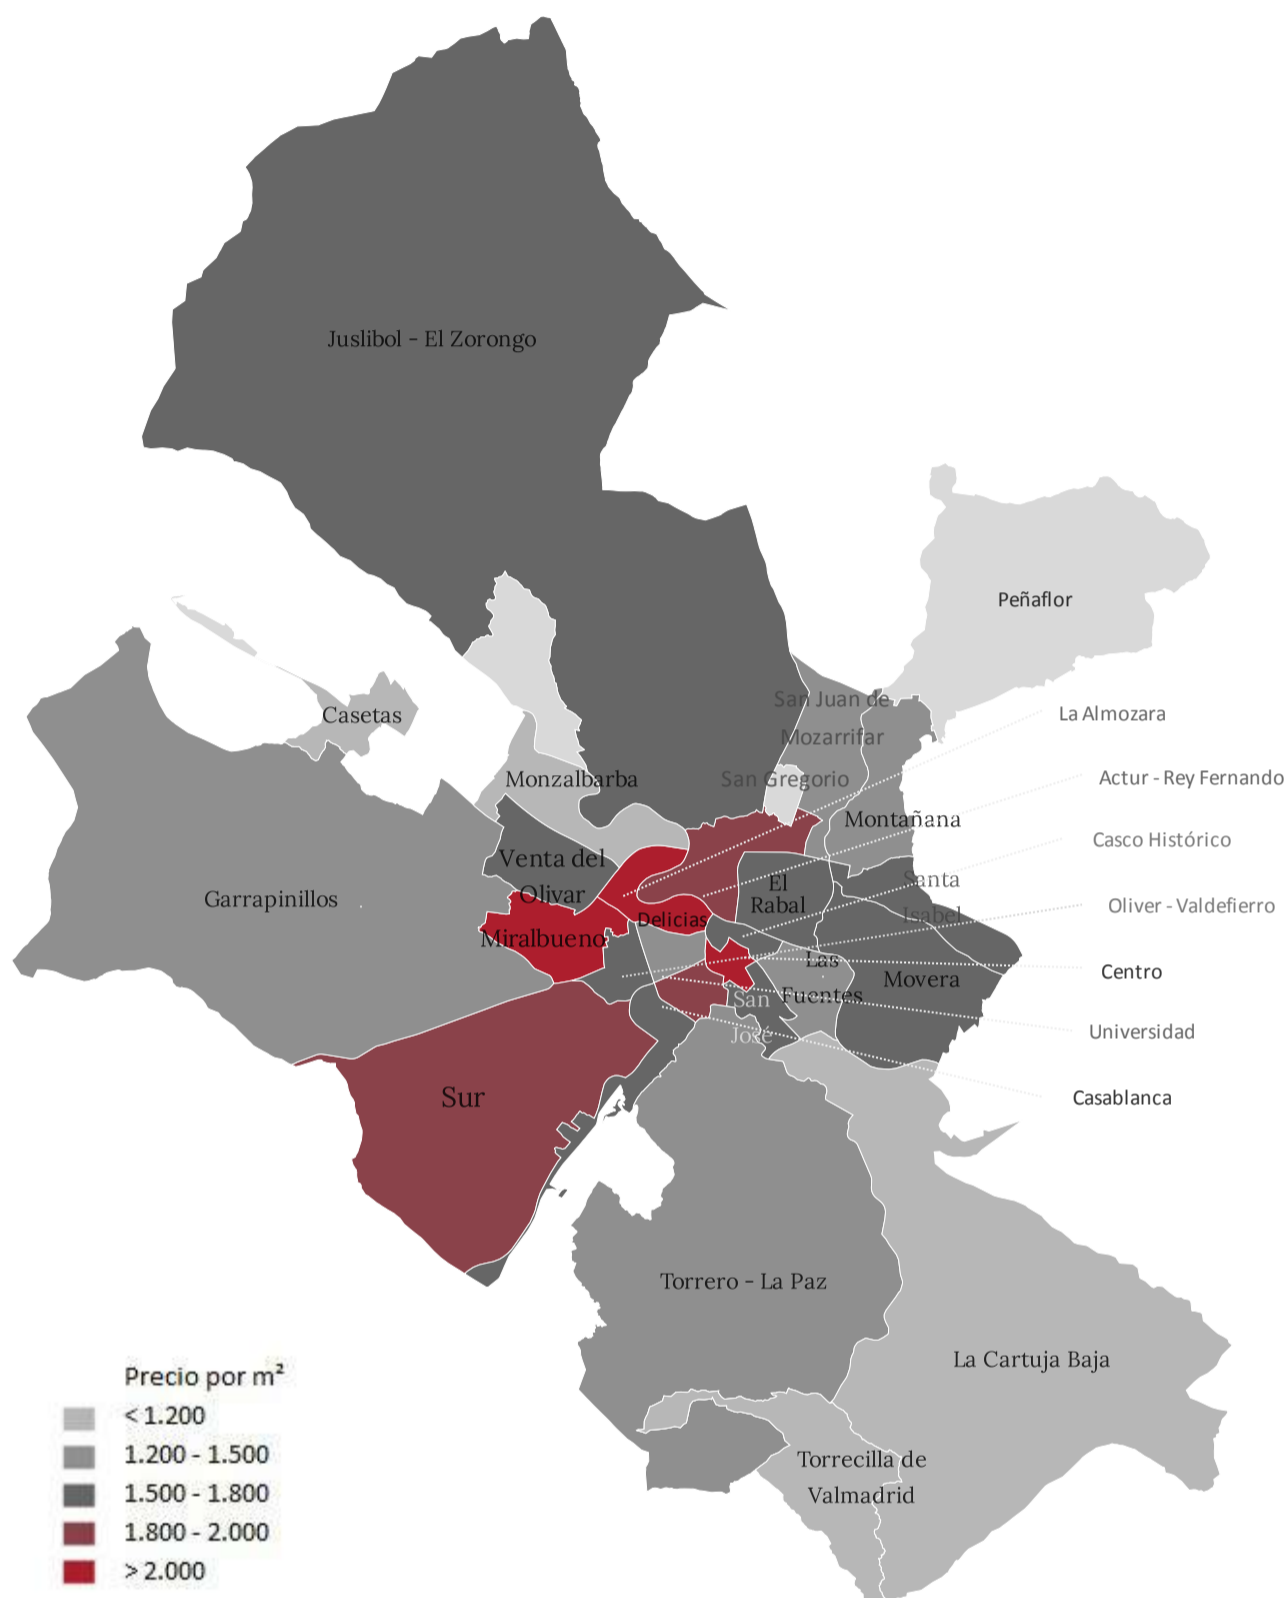 Juslibol - El Zorongo
Peñaflor
San Juan de
Mozarrifar
La Almozara
Casetas
San Gregorio
Monzalbarba
Actur - Rey Fernando
Montañana
Casco Histórico
Venta del
Olivar
Santa
Isabel
El
Rabal
Garrapinillos
Oliver - Valdefierro
Delicias
Miralbueno
Las
Fuentes
Movera
Centro
San
José
Universidad
Sur
Casablanca
Torrero - La Paz
La Cartuja Baja
Torrecilla de
Valmadrid
Precio por m²
< 1.200
1.200 - 1.500
1.500 - 1.800
1.800 - 2.000
> 2.000